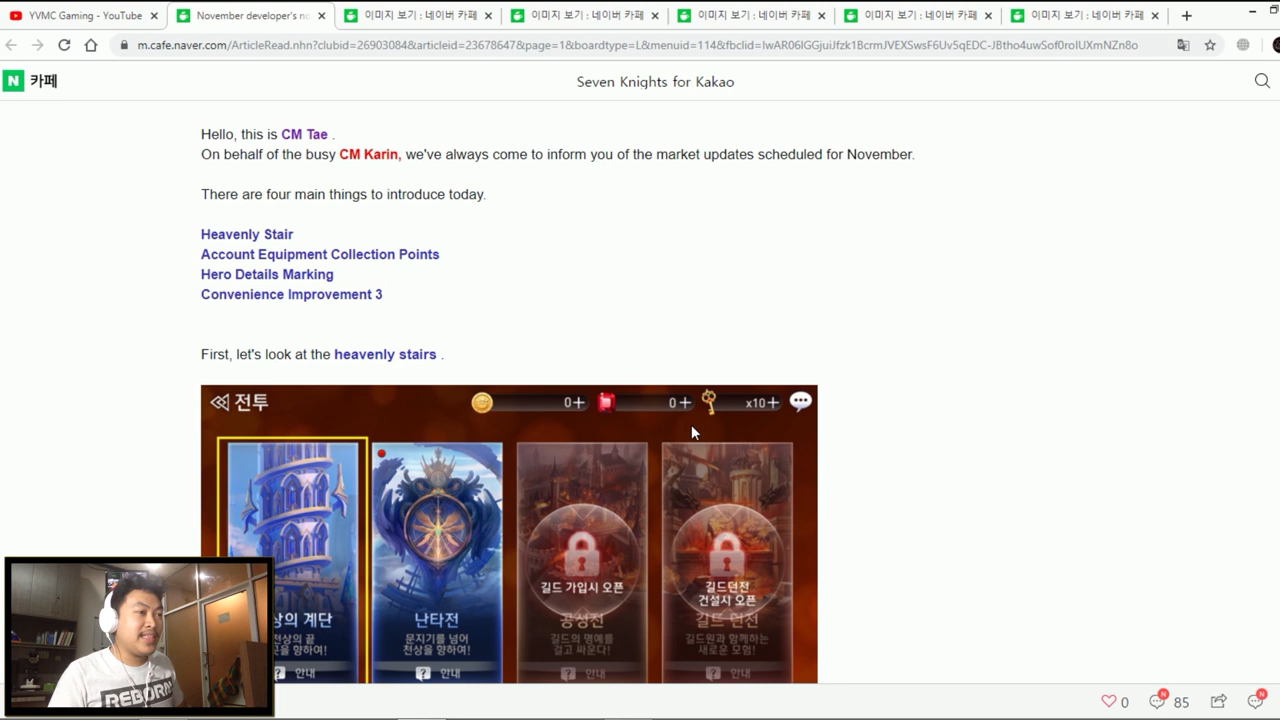 YVMC Gaming - YouTube
November developer's no
이미지 보기 : 네이버 카페
이미지 보기 : 네이버 카페
이미지 보기 : 네이버 카페
이미지 보기 : 네이버 카페
이미지 보기 : 네이버 카페
m.cafe.naver.com/ArticleRead.nhn?clubid=26903084&articleid=23678647&page=1&boardtype=L&menuid=114&fbclid=IwAR06IGGjuiJfzk1BcrmJVEXSwsF6Uv5qEDC-JBtho4uwSof0roIUXmNZn8o
N 카페
Seven Knights for Kakao
Hello, this is CM Tae .
On behalf of the busy CM Karin, we've always come to inform you of the market updates scheduled for November.
There are four main things to introduce today.
Heavenly Stair
Account Equipment Collection Points
Hero Details Marking
Convenience Improvement 3
First, let's look at the heavenly stairs .
전투
0+
0+
x10+
길드 가입시 오픈
길드던전
건설시 오픈
상의 계단
난타전
공성전
길드 던전
천상의 끝
곳을 향하여!
문지기를 넘어
천상을 향하여!
길드의 명예를
걸고 싸운다!
길드원과 함께하는
새로운 모험!
? 안내
? 안내
? 안내
? 안내
REBORN
0
N
85
N